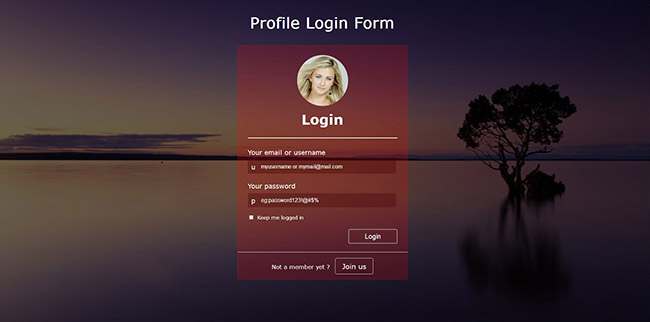 Profile Login Form
Login
Your email or username
u myusername or mymail@mail.com
Your password
p eg:password123!@#$%
Keep me logged in
Login
Not a member yet ? Join us